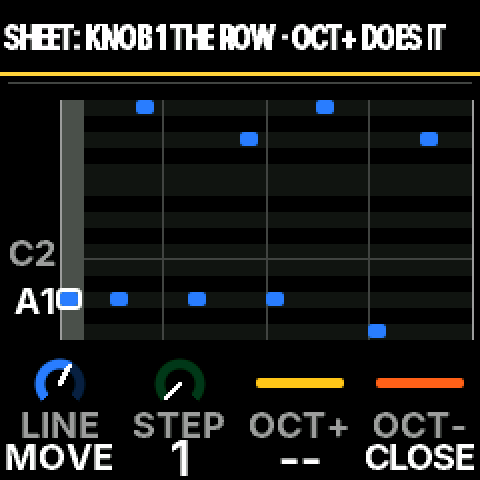 SHEET: KNOB 1 THE ROW · OCT+ DOES IT
C2
A1
LINE STEP OCT+ OCT-
MOVE 1 -- CLOSE